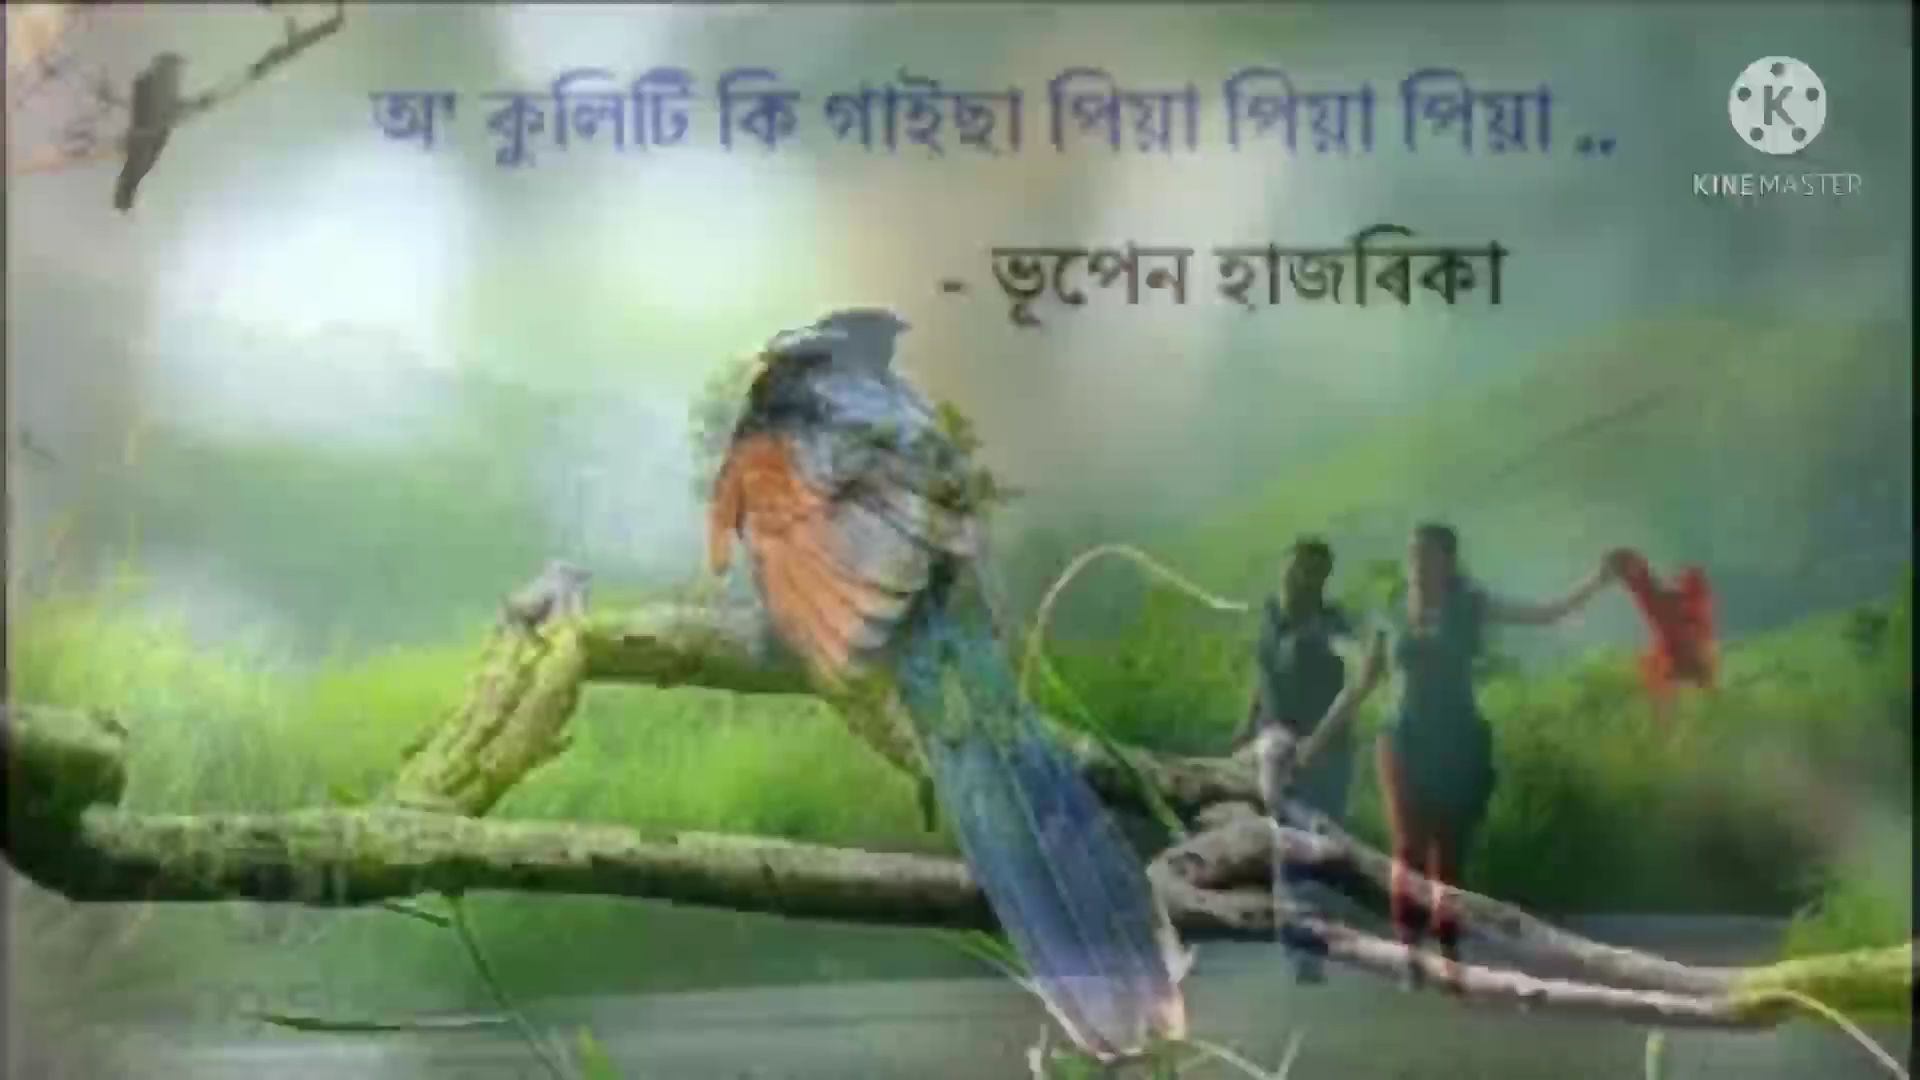 অ' কুলিটি কি গাইছা পিয়া পিয়া পিয়া ..
KINEMASTER
- ভূপেন হাজৰিকা